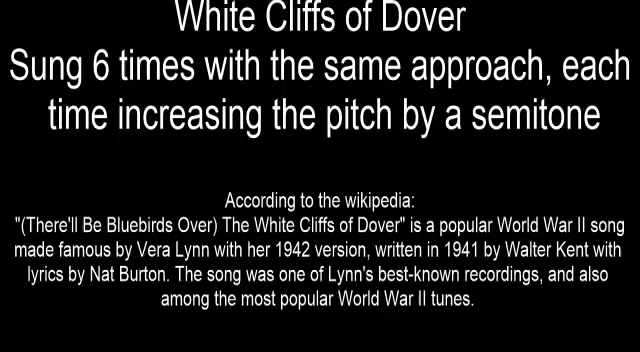 White Cliffs of Dover
Sung 6 times with the same approach, each
time increasing the pitch by a semitone
According to the wikipedia:
"(There'll Be Bluebirds Over) The White Cliffs of Dover" is a popular World War II song
made famous by Vera Lynn with her 1942 version, written in 1941 by Walter Kent with
lyrics by Nat Burton. The song was one of Lynn's best-known recordings, and also
among the most popular World War II tunes.